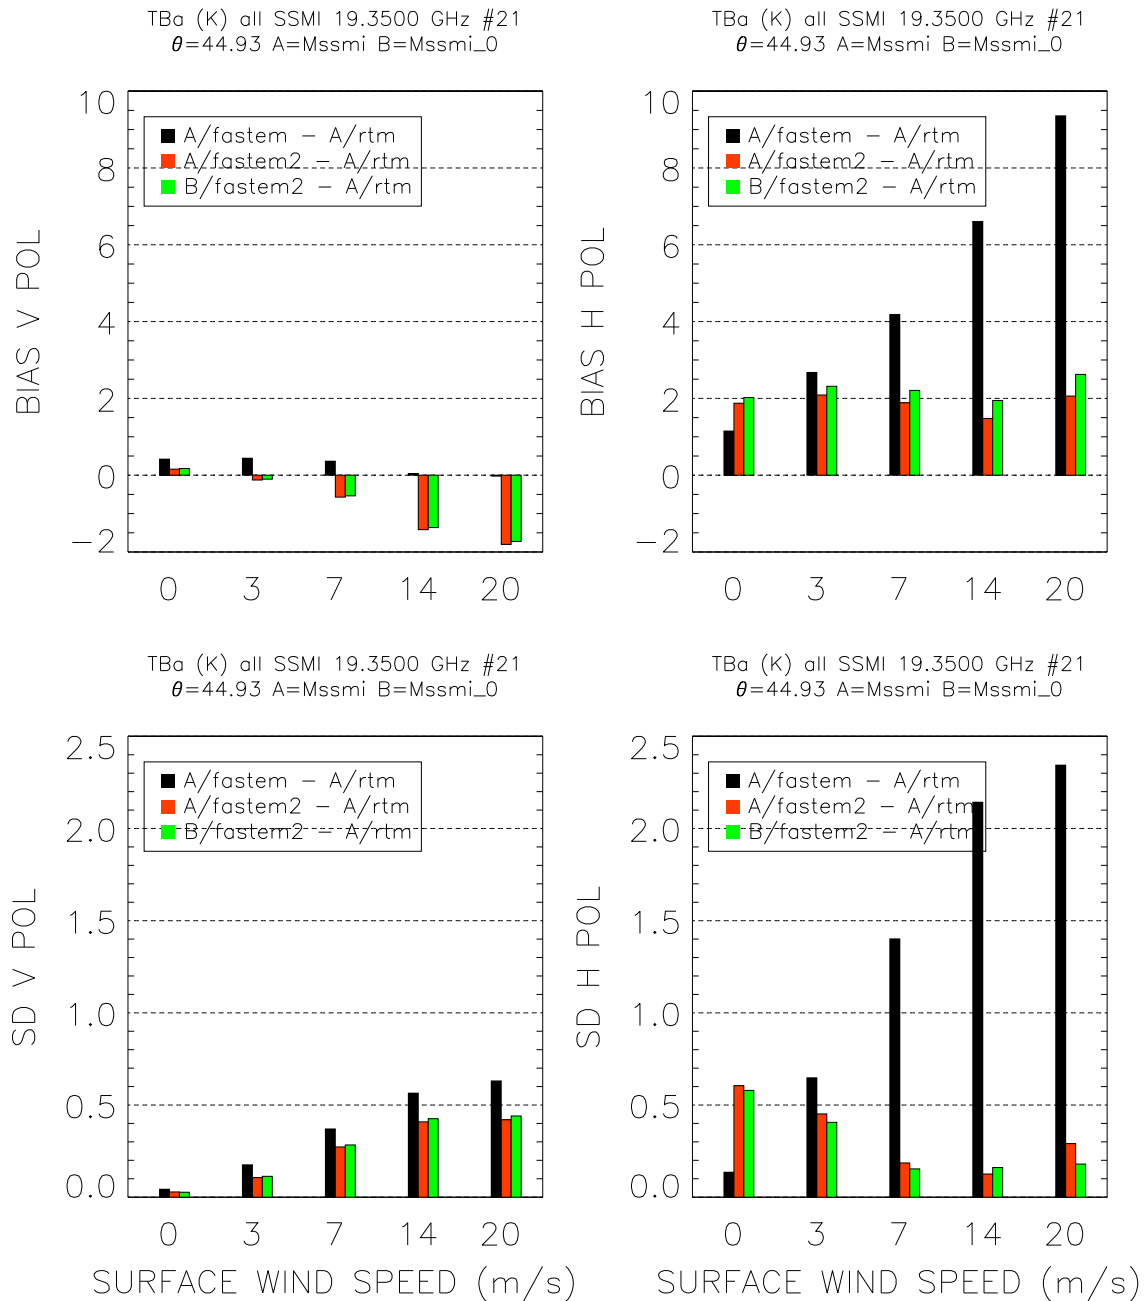 TBa (K) all SSMI 19.3500 GHz #21
θ=44.93 A=Mssmi B=Mssmi_0
10
8
6
4
2
0
−2
BIAS V POL
A/fastem − A/rtm
A/fastem2 − A/rtm
B/fastem2 − A/rtm
0 3 7 14 20
TBa (K) all SSMI 19.3500 GHz #21
θ=44.93 A=Mssmi B=Mssmi_0
10
8
6
4
2
0
−2
BIAS H POL
A/fastem − A/rtm
A/fastem2 − A/rtm
B/fastem2 − A/rtm
0 3 7 14 20
TBa (K) all SSMI 19.3500 GHz #21
θ=44.93 A=Mssmi B=Mssmi_0
2.5
2.0
1.5
1.0
0.5
0.0
SD V POL
A/fastem − A/rtm
A/fastem2 − A/rtm
B/fastem2 − A/rtm
0 3 7 14 20
SURFACE WIND SPEED (m/s)
TBa (K) all SSMI 19.3500 GHz #21
θ=44.93 A=Mssmi B=Mssmi_0
2.5
2.0
1.5
1.0
0.5
0.0
SD H POL
A/fastem − A/rtm
A/fastem2 − A/rtm
B/fastem2 − A/rtm
0 3 7 14 20
SURFACE WIND SPEED (m/s)